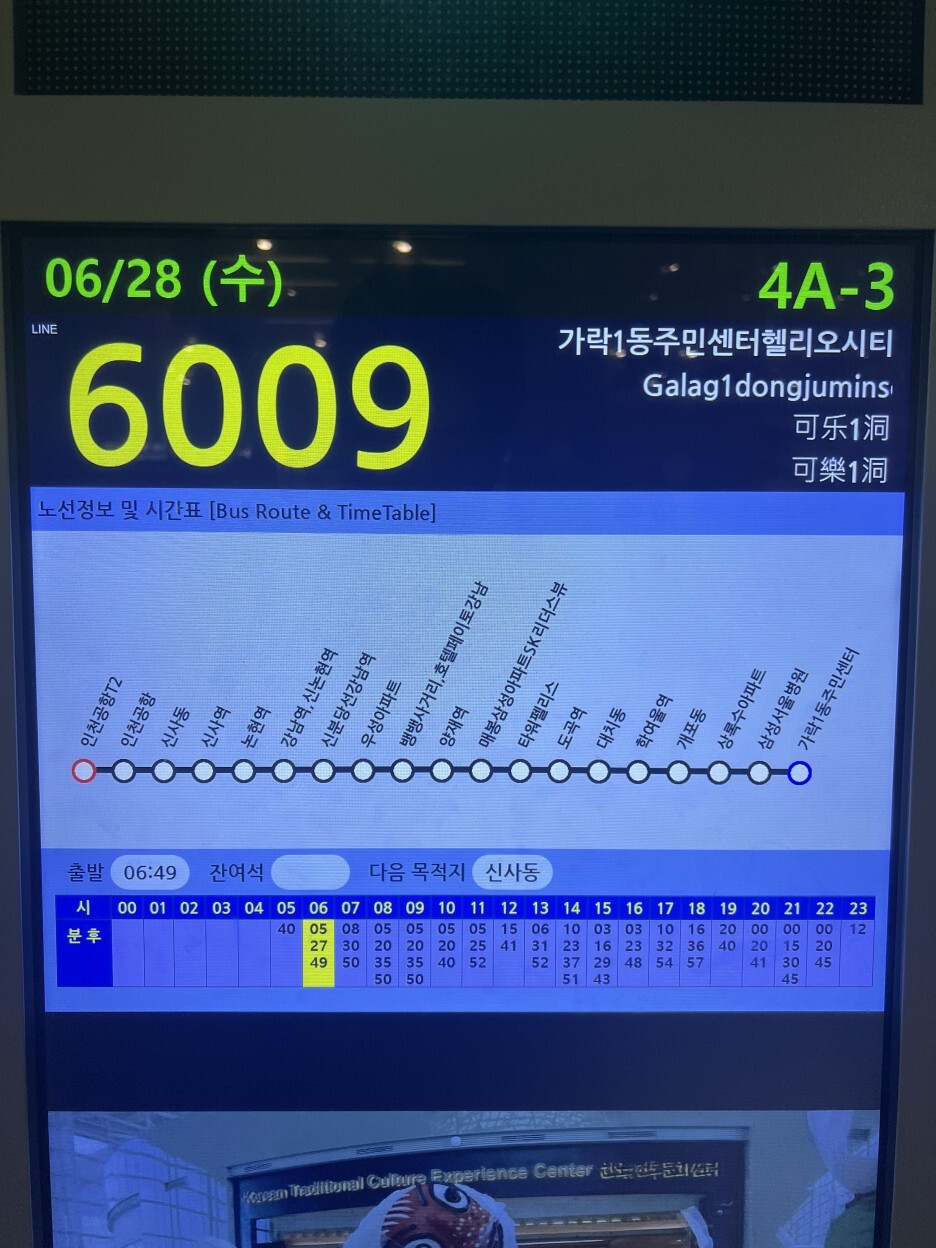 06/28 (수)
4A-3
LINE
6009
가락1동주민센터헬리오시티
Galag1dongjumins
可乐1洞
可樂1洞
노선정보 및 시간표 [Bus Route & TimeTable]
인천공항T2
인천공항
신사동
신사역
논현역
강남역,신논현역
신분당선강남역
우성아파트
뱅뱅사거리,호텔페이토강남
양재역
매봉삼성아파트SK리더스뷰
타워팰리스
도곡역
대치동
학여울역
개포동
상록수아파트
삼성서울병원
가락1동주민센터
출발 06:49 잔여석 다음 목적지 신사동
시 00 01 02 03 04 05 06 07 08 09 10 11 12 13 14 15 16 17 18 19 20 21 22 23
분 후 40 05 08 05 05 05 05 15 06 10 03 03 10 16 20 00 00 00 12
27 30 20 20 20 25 41 31 23 16 23 32 36 40 20 15 20
49 50 35 35 40 52 52 37 29 48 54 57 41 30 45
50 50 51 43 45
Korean Traditional Culture Experience Center 한국전통문화센터